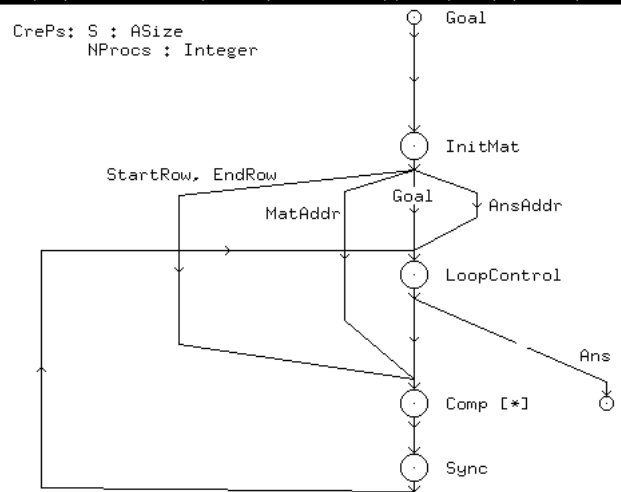 Goal
CrePs: S : ASize
NProcs : Integer
InitMat
StartRow, EndRow
Goal
AnsAddr
MatAddr
LoopControl
Ans
Comp [*]
Sync